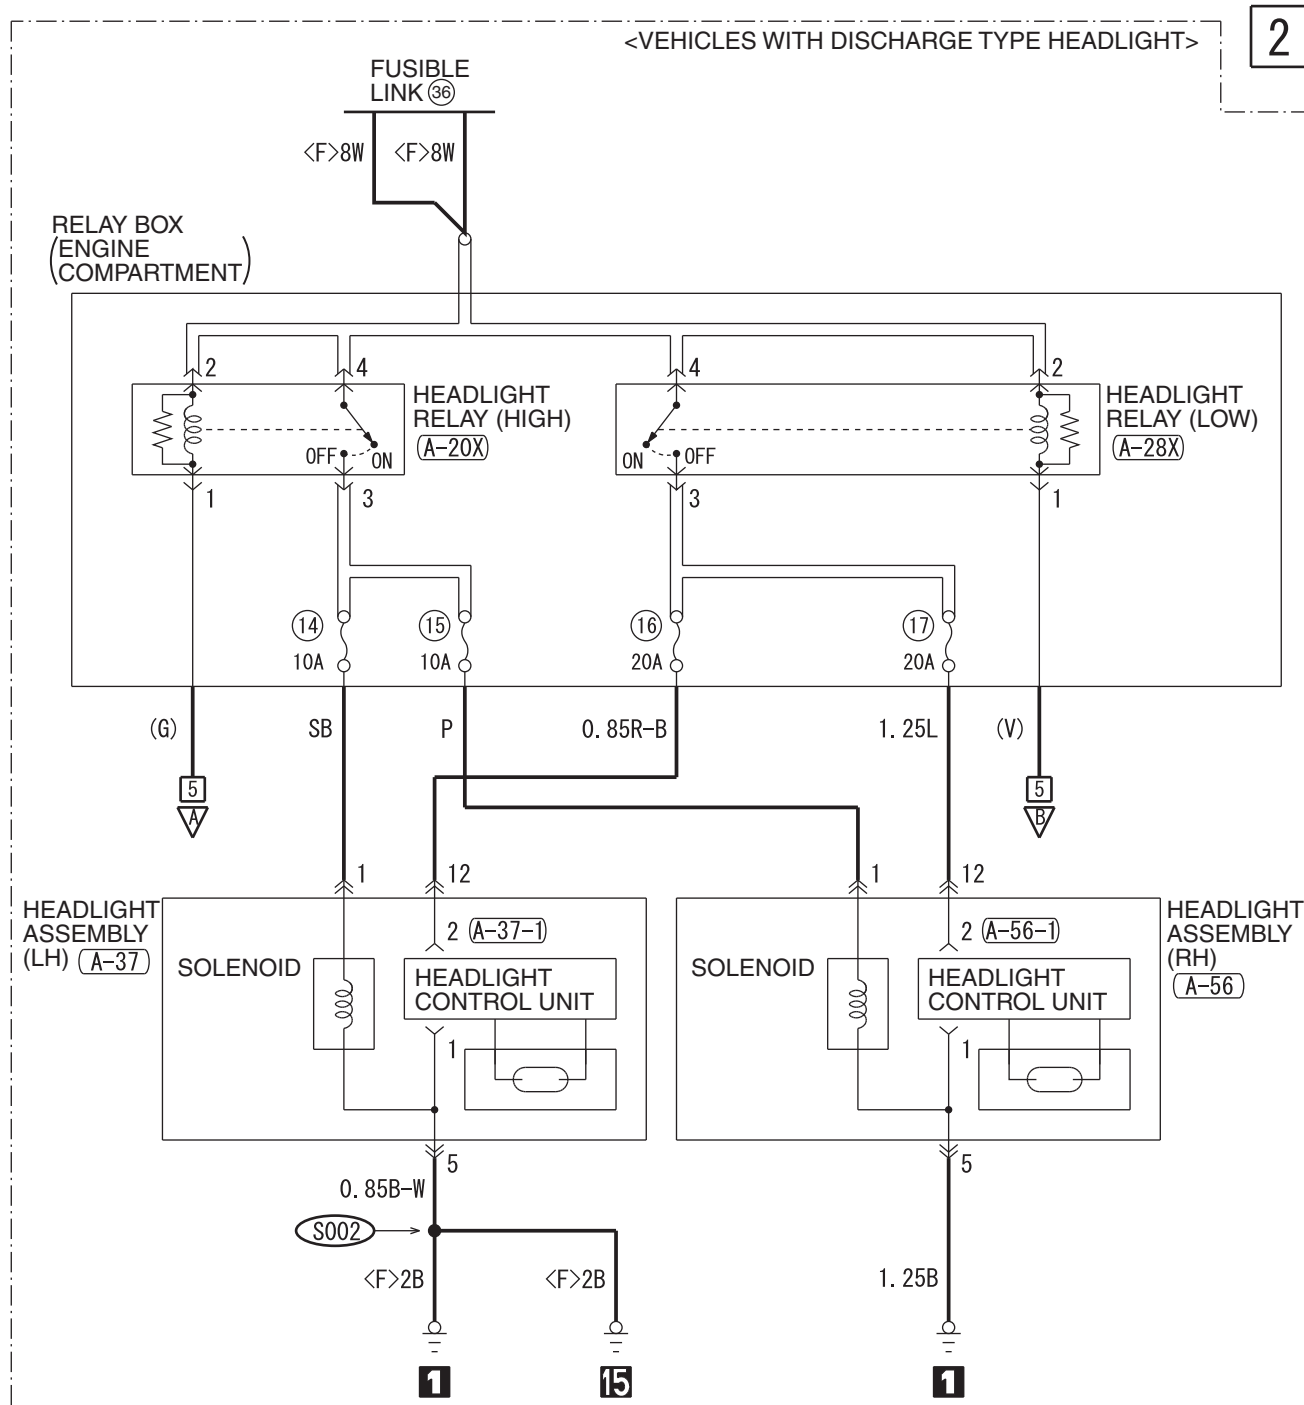 <VEHICLES WITH DISCHARGE TYPE HEADLIGHT>
2
FUSIBLE
LINK 36
<F>8W <F>8W
RELAY BOX
(ENGINE
COMPARTMENT)
2 4 4 2
HEADLIGHT
RELAY (HIGH)
A-20X
OFF ON
HEADLIGHT
RELAY (LOW)
A-28X
ON OFF
1 3 3 1
14 15 16 17
10A 10A 20A 20A
(G) SB P 0.85R-B 1.25L (V)
5 5
A B
1 12 1 12
HEADLIGHT
ASSEMBLY
(LH) A-37
2 A-37-1
SOLENOID
HEADLIGHT
CONTROL UNIT
1
2 A-56-1
SOLENOID
HEADLIGHT
CONTROL UNIT
1
HEADLIGHT
ASSEMBLY
(RH)
A-56
5 5
0.85B-W
S002
<F>2B <F>2B 1.25B
1 15 1